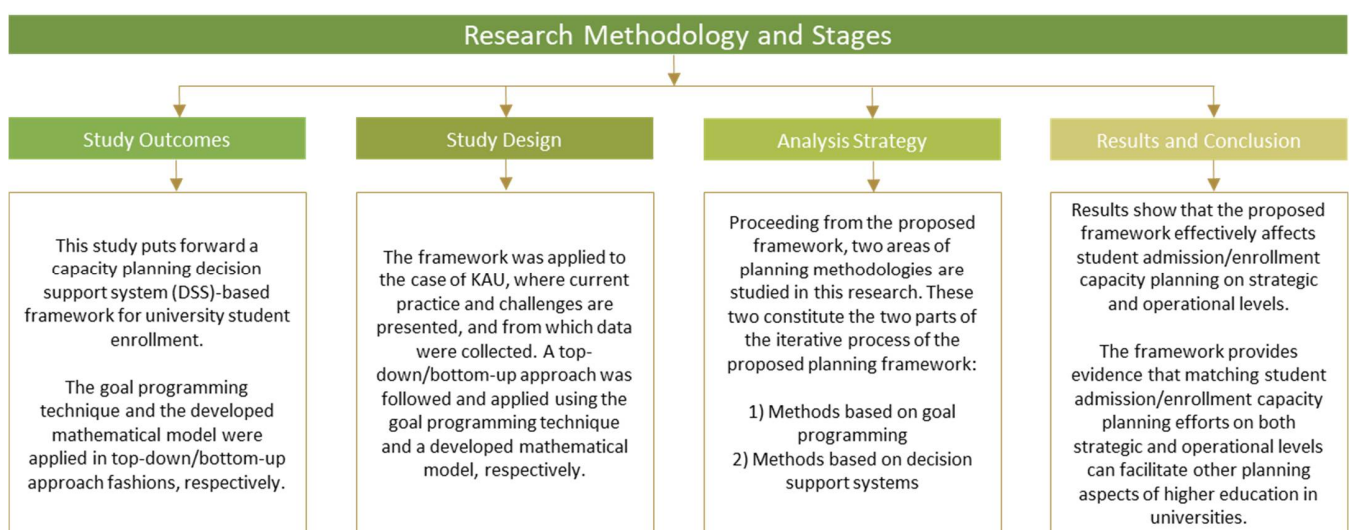 Research Methodology and Stages
Study Outcomes
This study puts forward a
capacity planning decision
support system (DSS)-based
framework for university student
enrollment.
The goal programming
technique and the developed
mathematical model were
applied in top-down/bottom-up
approach fashions, respectively.
Study Design
The framework was applied to
the case of KAU, where current
practice and challenges are
presented, and from which data
were collected. A top-
down/bottom-up approach was
followed and applied using the
goal programming technique
and a developed mathematical
model, respectively.
Analysis Strategy
Proceeding from the proposed
framework, two areas of
planning methodologies are
studied in this research. These
two constitute the two parts of
the iterative process of the
proposed planning framework:
1) Methods based on goal
programming
2) Methods based on decision
support systems
Results and Conclusion
Results show that the proposed
framework effectively affects
student admission/enrollment
capacity planning on strategic
and operational levels.
The framework provides
evidence that matching student
admission/enrollment capacity
planning efforts on both
strategic and operational levels
can facilitate other planning
aspects of higher education in
universities.